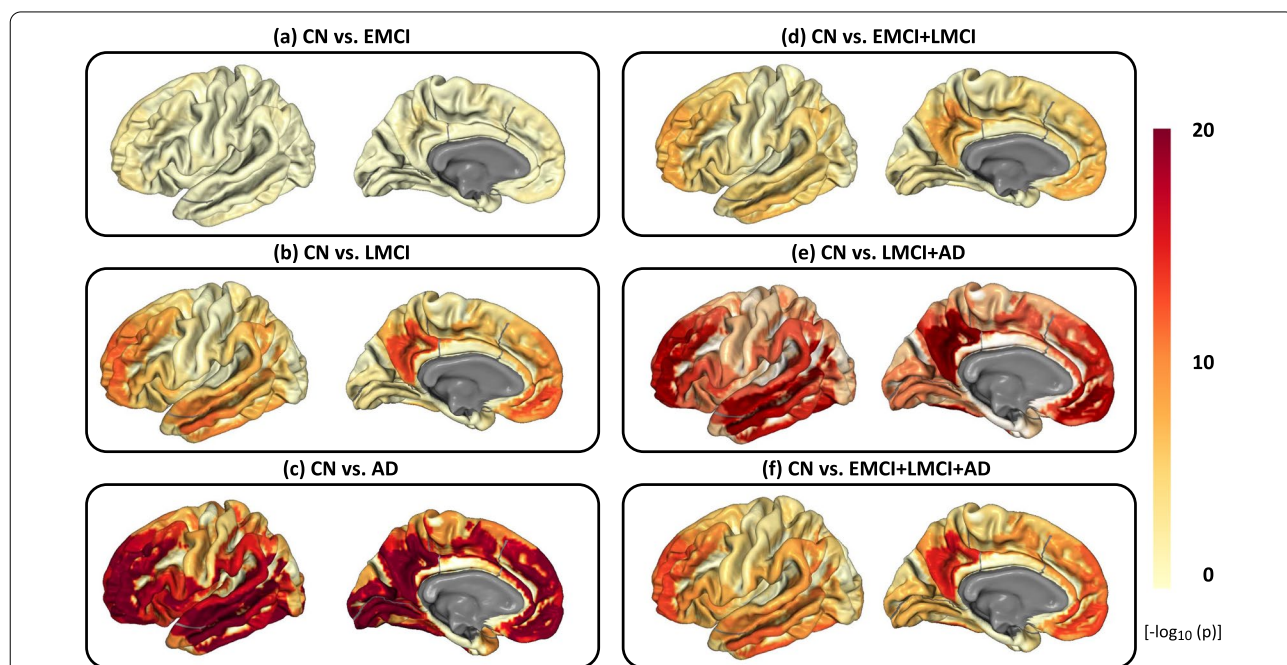 (a) CN vs. EMCI
(d) CN vs. EMCI+LMCI
(b) CN vs. LMCI
(e) CN vs. LMCI+AD
(c) CN vs. AD
(f) CN vs. EMCI+LMCI+AD
20
10
0
[-log₁₀ (p)]